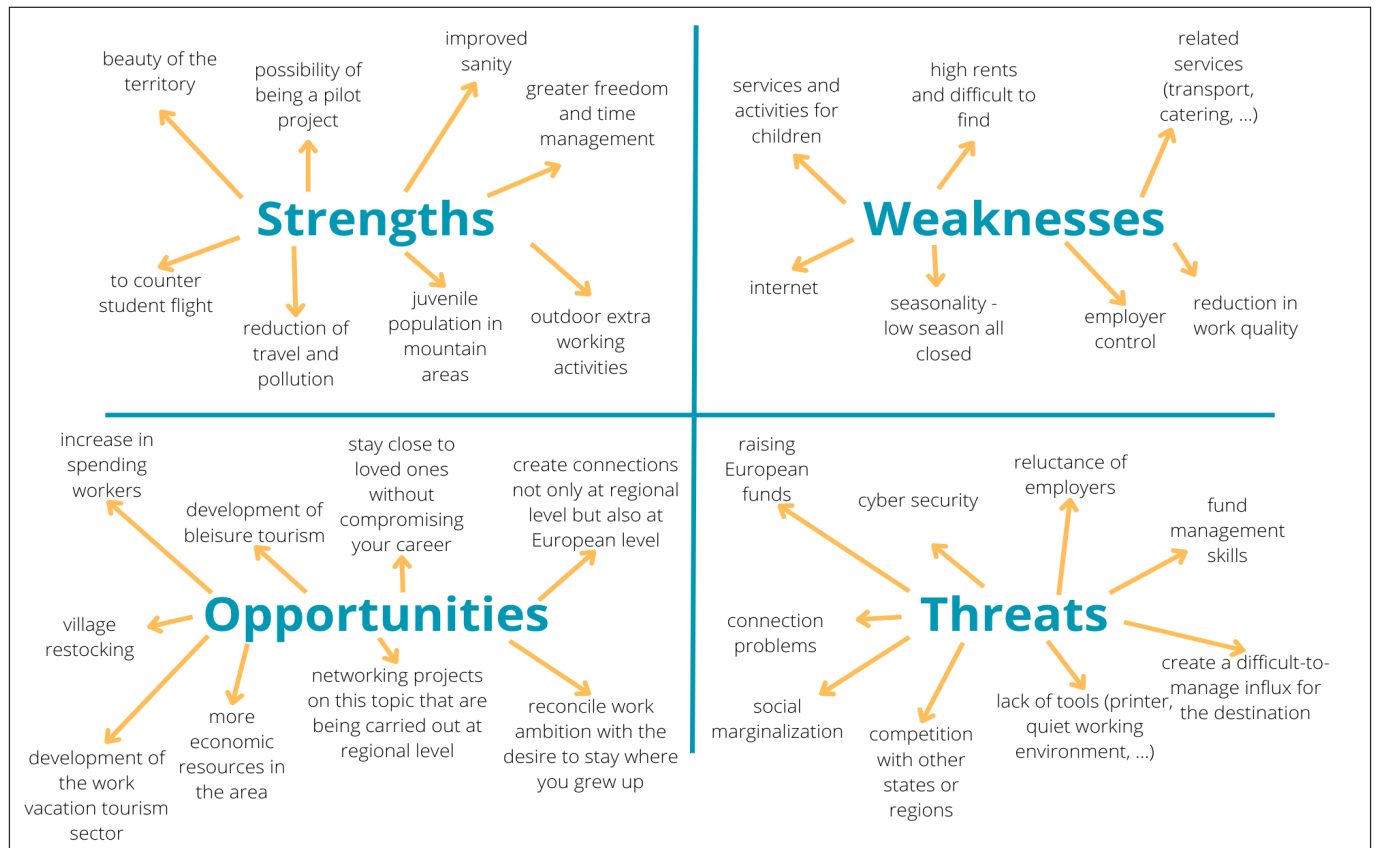 beauty of the
territory
possibility of
being a pilot
project
improved
sanity
greater freedom
and time
management
Strengths
to counter
student flight
reduction of
travel and
pollution
juvenile
population in
mountain
areas
outdoor extra
working
activities
services and
activities for
children
high rents
and difficult to
find
related
services
(transport,
catering, ...)
Weaknesses
internet
seasonality -
low season all
closed
employer
control
reduction in
work quality
increase in
spending
workers
development of
bleisure tourism
stay close to
loved ones
without
compromising
your career
create connections
not only at regional
level but also at
European level
Opportunities
village
restocking
development of
the work
vacation tourism
sector
more
economic
resources in
the area
networking projects
on this topic that are
being carried out at
regional level
reconcile work
ambition with the
desire to stay where
you grew up
raising
European
funds
cyber security
reluctance of
employers
fund
management
skills
Threats
connection
problems
social
marginalization
competition
with other
states or
regions
lack of tools (printer,
quiet working
environment, ...)
create a difficult-to-
manage influx for
the destination